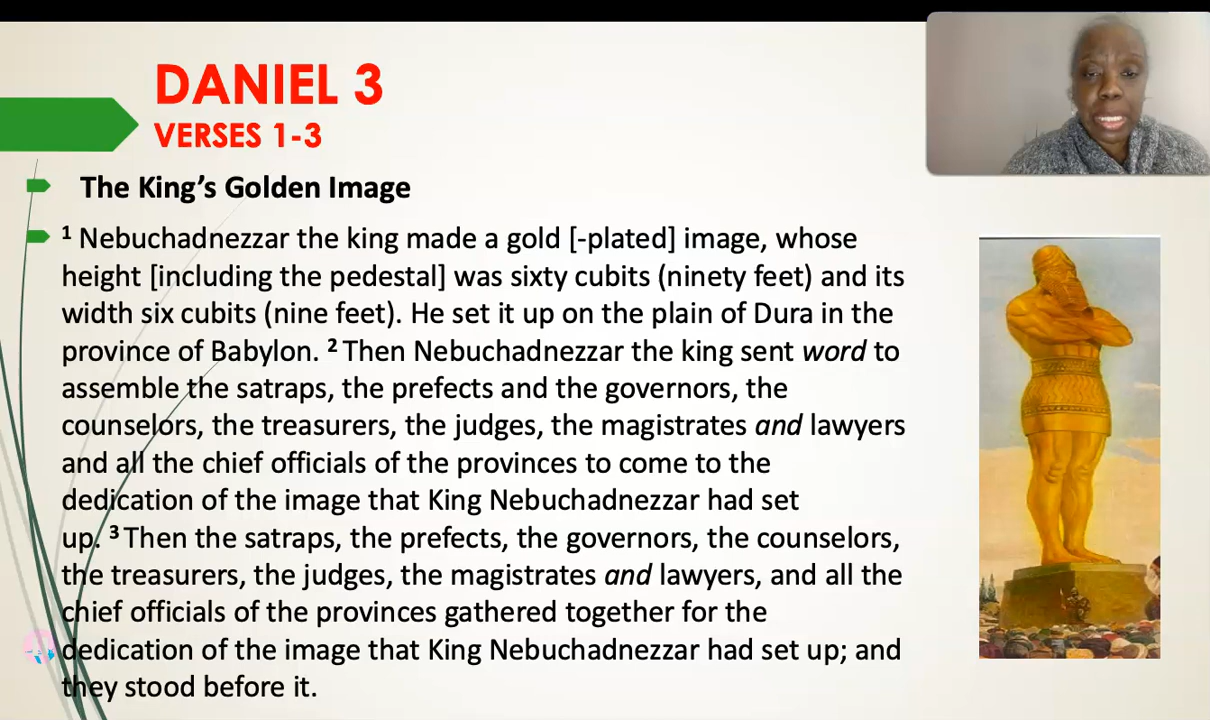 DANIEL 3
VERSES 1-3
The King’s Golden Image
1 Nebuchadnezzar the king made a gold [-plated] image, whose
height [including the pedestal] was sixty cubits (ninety feet) and its
width six cubits (nine feet). He set it up on the plain of Dura in the
province of Babylon. 2 Then Nebuchadnezzar the king sent word to
assemble the satraps, the prefects and the governors, the
counselors, the treasurers, the judges, the magistrates and lawyers
and all the chief officials of the provinces to come to the
dedication of the image that King Nebuchadnezzar had set
up. 3 Then the satraps, the prefects, the governors, the counselors,
the treasurers, the judges, the magistrates and lawyers, and all the
chief officials of the provinces gathered together for the
dedication of the image that King Nebuchadnezzar had set up; and
they stood before it.